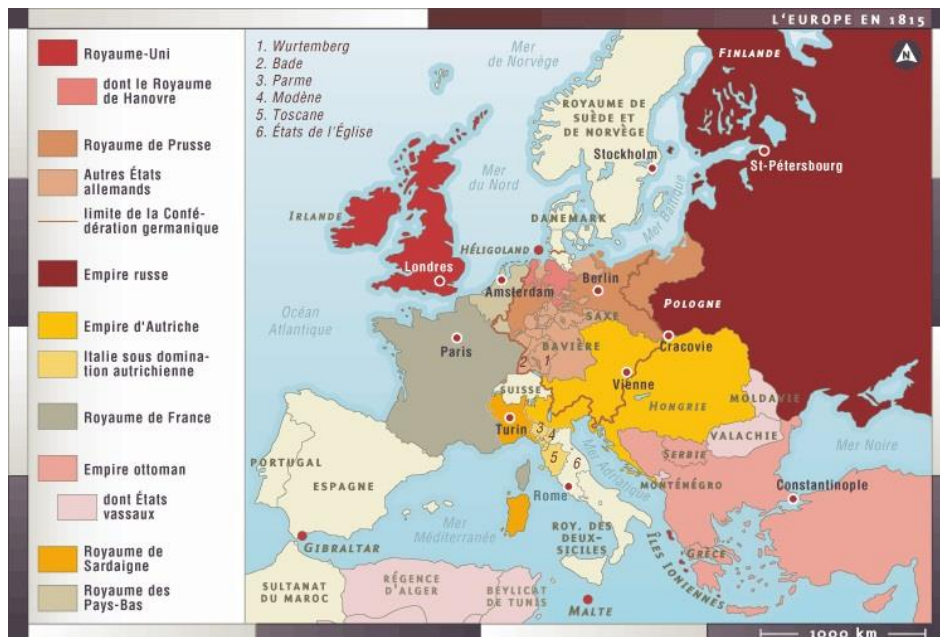 L'EUROPE EN 1815
Royaume-Uni
dont le Royaume
de Hanovre
Royaume de Prusse
Autres États
allemands
limite de la Confé-
dération germanique
Empire russe
Empire d'Autriche
Italie sous domina-
tion autrichienne
Royaume de France
Empire ottoman
dont États
vassaux
Royaume de
Sardaigne
Royaume des
Pays-Bas
1. Wurtemberg
2. Bade
3. Parme
4. Modène
5. Toscane
6. États de l'Église
Mer
de Norvège
FINLANDE
N
ROYAUME DE
SUÈDE ET
DE NORVÈGE
Stockholm
St-Pétersbourg
Mer
du Nord
IRLANDE
DANEMARK
Mer Baltique
HÉLIGOLAND
Londres
Amsterdam
Berlin
POLOGNE
SAXE
Océan
Atlantique
Paris
BAVIÈRE
Cracovie
2
1
Vienne
SUISSE
HONGRIE
MOLDAVIE
Turin
3
4
VALACHIE
Mer Noire
5
6
SERBIE
Mer Adriatique
PORTUGAL
ESPAGNE
Rome
MONTÉNÉGRO
Constantinople
Mer
Méditerranée
ROY. DES
DEUX-
SICILES
GIBRALTAR
ÎLES IONIENNES
GRÈCE
SULTANAT
DU MAROC
RÉGENCE
D'ALGER
BEYLICAT
DE TUNIS
MALTE
1000 km